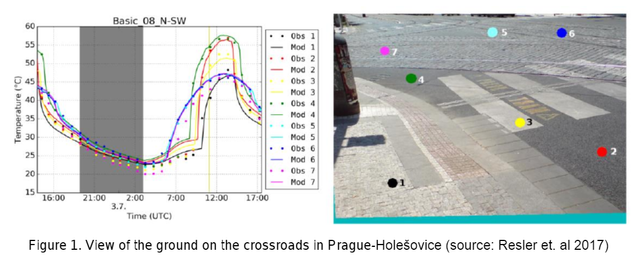 Basic_08_N-SW
Temperature (°C)
60
55
50
45
40
35
30
25
20
15
16:00
21:00
2:00
7:00
12:00
17:00
3.7.
Time (UTC)
Obs 1
Mod 1
Obs 2
Mod 2
Obs 3
Mod 3
Obs 4
Mod 4
Obs 5
Mod 5
Obs 6
Mod 6
Obs 7
Mod 7
5
6
7
4
3
2
1
Figure 1. View of the ground on the crossroads in Prague-Holešovice (source: Resler et. al 2017)